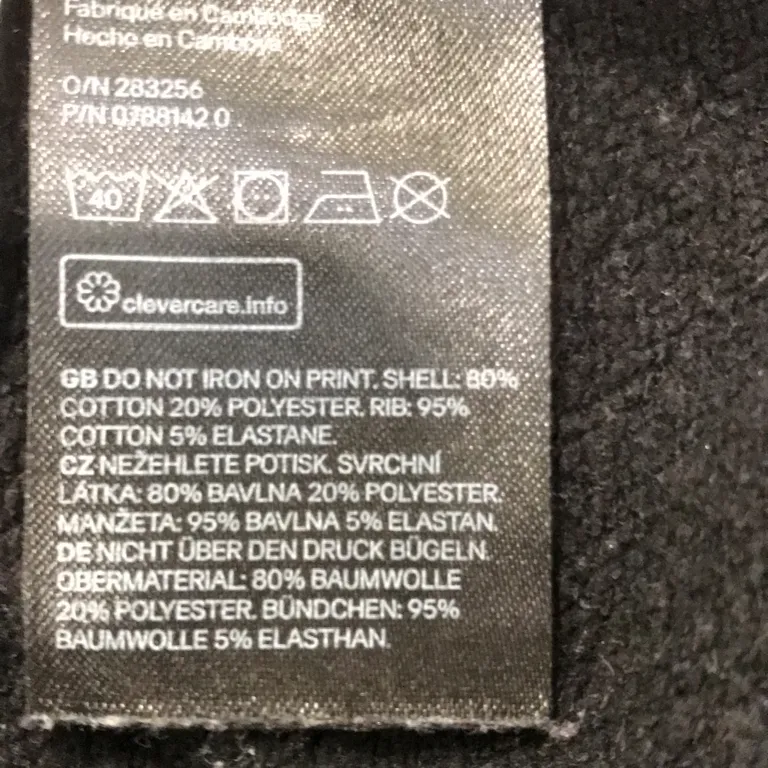 Fabriqué en Cambodge
Hecho en Camboya
O/N 283256
P/N 0788142 0
40
clevercare.info
GB DO NOT IRON ON PRINT. SHELL: 80%
COTTON 20% POLYESTER. RIB: 95%
COTTON 5% ELASTANE.
CZ NEŽEHLETE POTISK. SVRCHNÍ
LÁTKA: 80% BAVLNA 20% POLYESTER.
MANŽETA: 95% BAVLNA 5% ELASTAN.
DE NICHT ÜBER DEN DRUCK BÜGELN.
OBERMATERIAL: 80% BAUMWOLLE
20% POLYESTER. BÜNDCHEN: 95%
BAUMWOLLE 5% ELASTHAN.